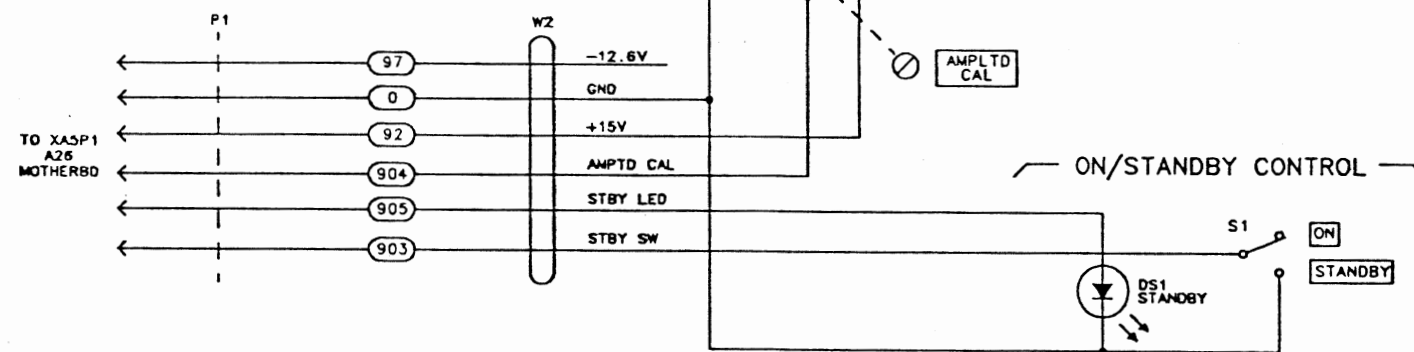 P1
W2
97
-12.6V
0
GND
92
+15V
904
AMPTD CAL
905
STBY LED
903
STBY SW
TO XA5P1
A26
MOTHERBD
AMPLTD
CAL
ON/STANDBY CONTROL
S1
ON
STANDBY
DS1
STANDBY